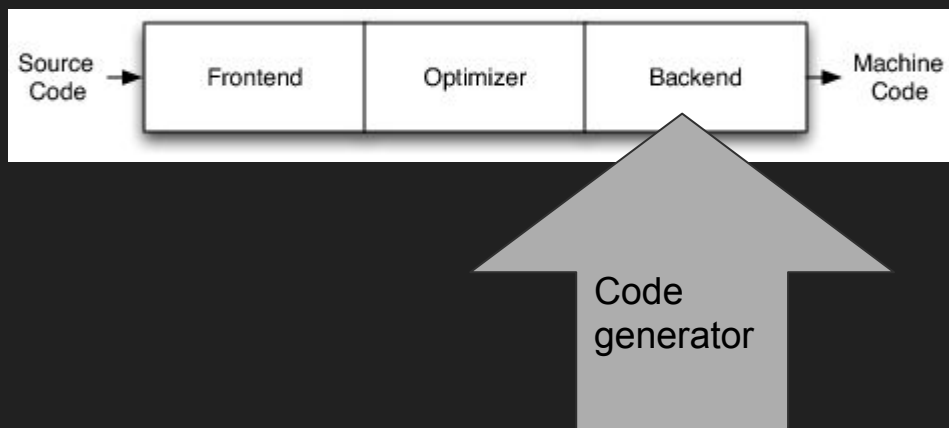 Source
Code
Frontend
Optimizer
Backend
Machine
Code
Code
generator